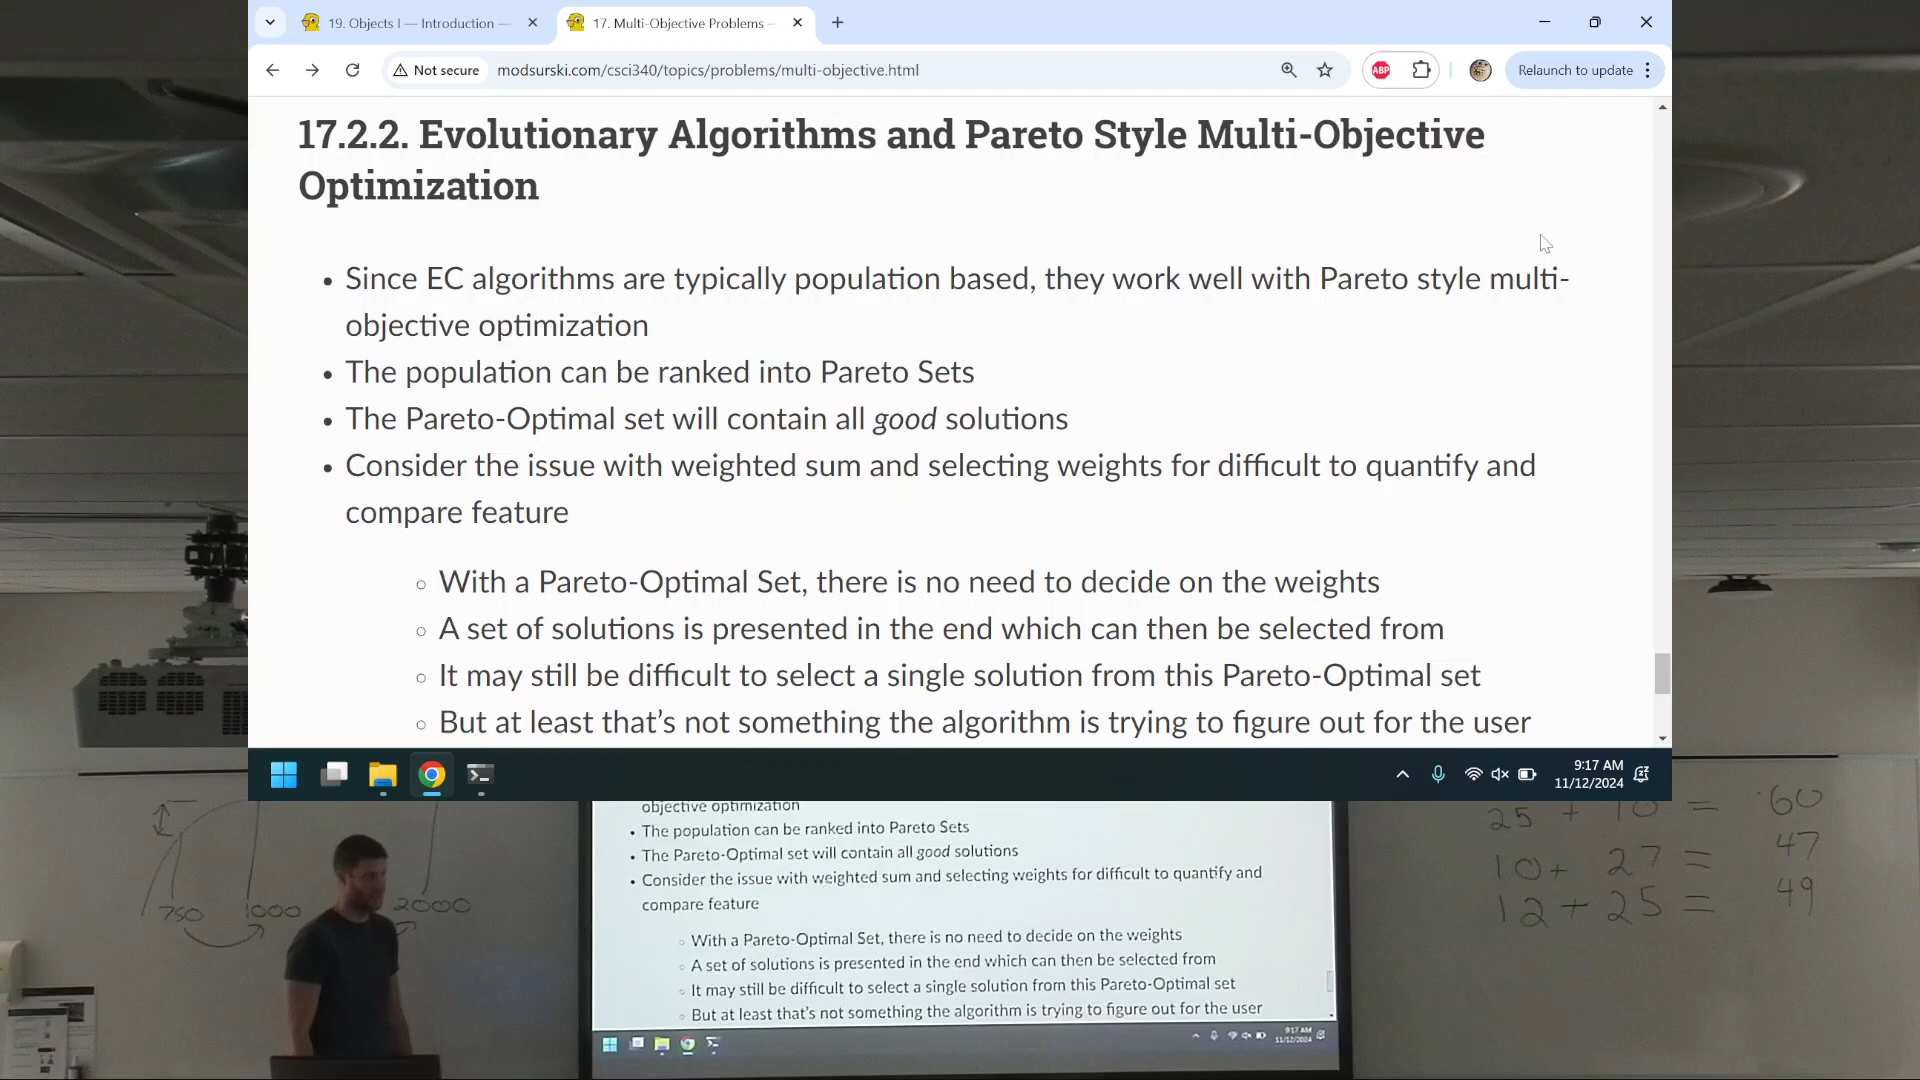 19. Objects I — Introduction —
17. Multi-Objective Problems —
Not secure
modsurski.com/csci340/topics/problems/multi-objective.html
ABP
Relaunch to update
17.2.2. Evolutionary Algorithms and Pareto Style Multi-Objective
Optimization
• Since EC algorithms are typically population based, they work well with Pareto style multi-
objective optimization
• The population can be ranked into Pareto Sets
• The Pareto-Optimal set will contain all good solutions
• Consider the issue with weighted sum and selecting weights for difficult to quantify and
compare feature
◦ With a Pareto-Optimal Set, there is no need to decide on the weights
◦ A set of solutions is presented in the end which can then be selected from
◦ It may still be difficult to select a single solution from this Pareto-Optimal set
◦ But at least that's not something the algorithm is trying to figure out for the user
9:17 AM
11/12/2024
750 1000 2000
objective optimization
• The population can be ranked into Pareto Sets
• The Pareto-Optimal set will contain all good solutions
• Consider the issue with weighted sum and selecting weights for difficult to quantify and
compare feature
◦ With a Pareto-Optimal Set, there is no need to decide on the weights
◦ A set of solutions is presented in the end which can then be selected from
◦ It may still be difficult to select a single solution from this Pareto-Optimal set
◦ But at least that's not something the algorithm is trying to figure out for the user
9:17 AM
11/12/2024
25 + 10 = 60
10 + 27 = 47
12 + 25 = 49